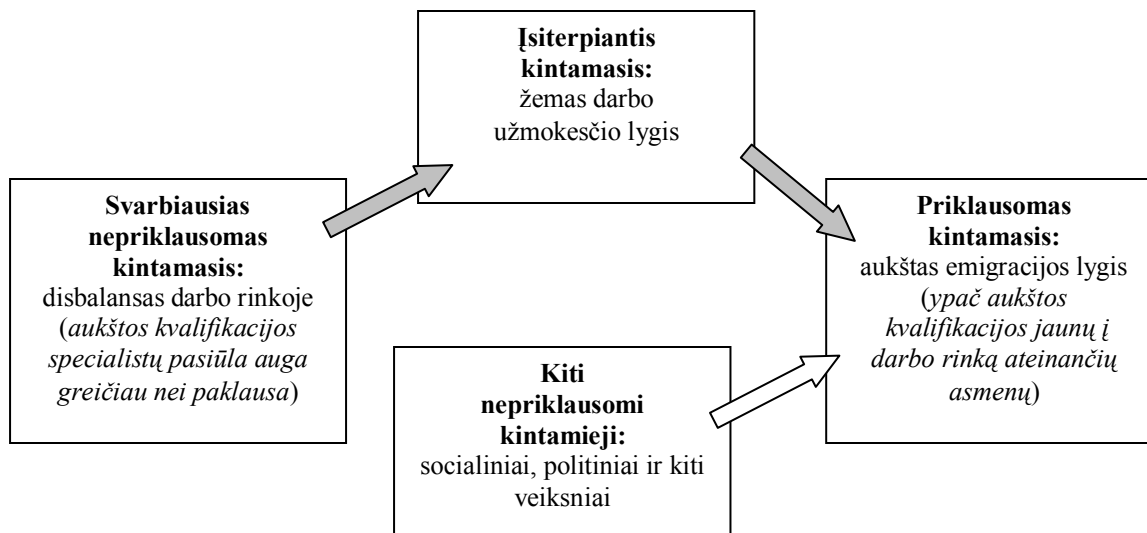 Įsiterpiantis
kintamasis:
žemas darbo
užmokesčio lygis
Svarbiausias
nepriklausomas
kintamasis:
disbalansas darbo rinkoje
(aukštos kvalifikacijos
specialistų pasiūla auga
greičiau nei paklausa)
Priklausomas
kintamasis:
aukštas emigracijos lygis
(ypač aukštos
kvalifikacijos jaunų į
darbo rinką ateinančių
asmenų)
Kiti
nepriklausomi
kintamieji:
socialiniai, politiniai ir kiti
veiksniai